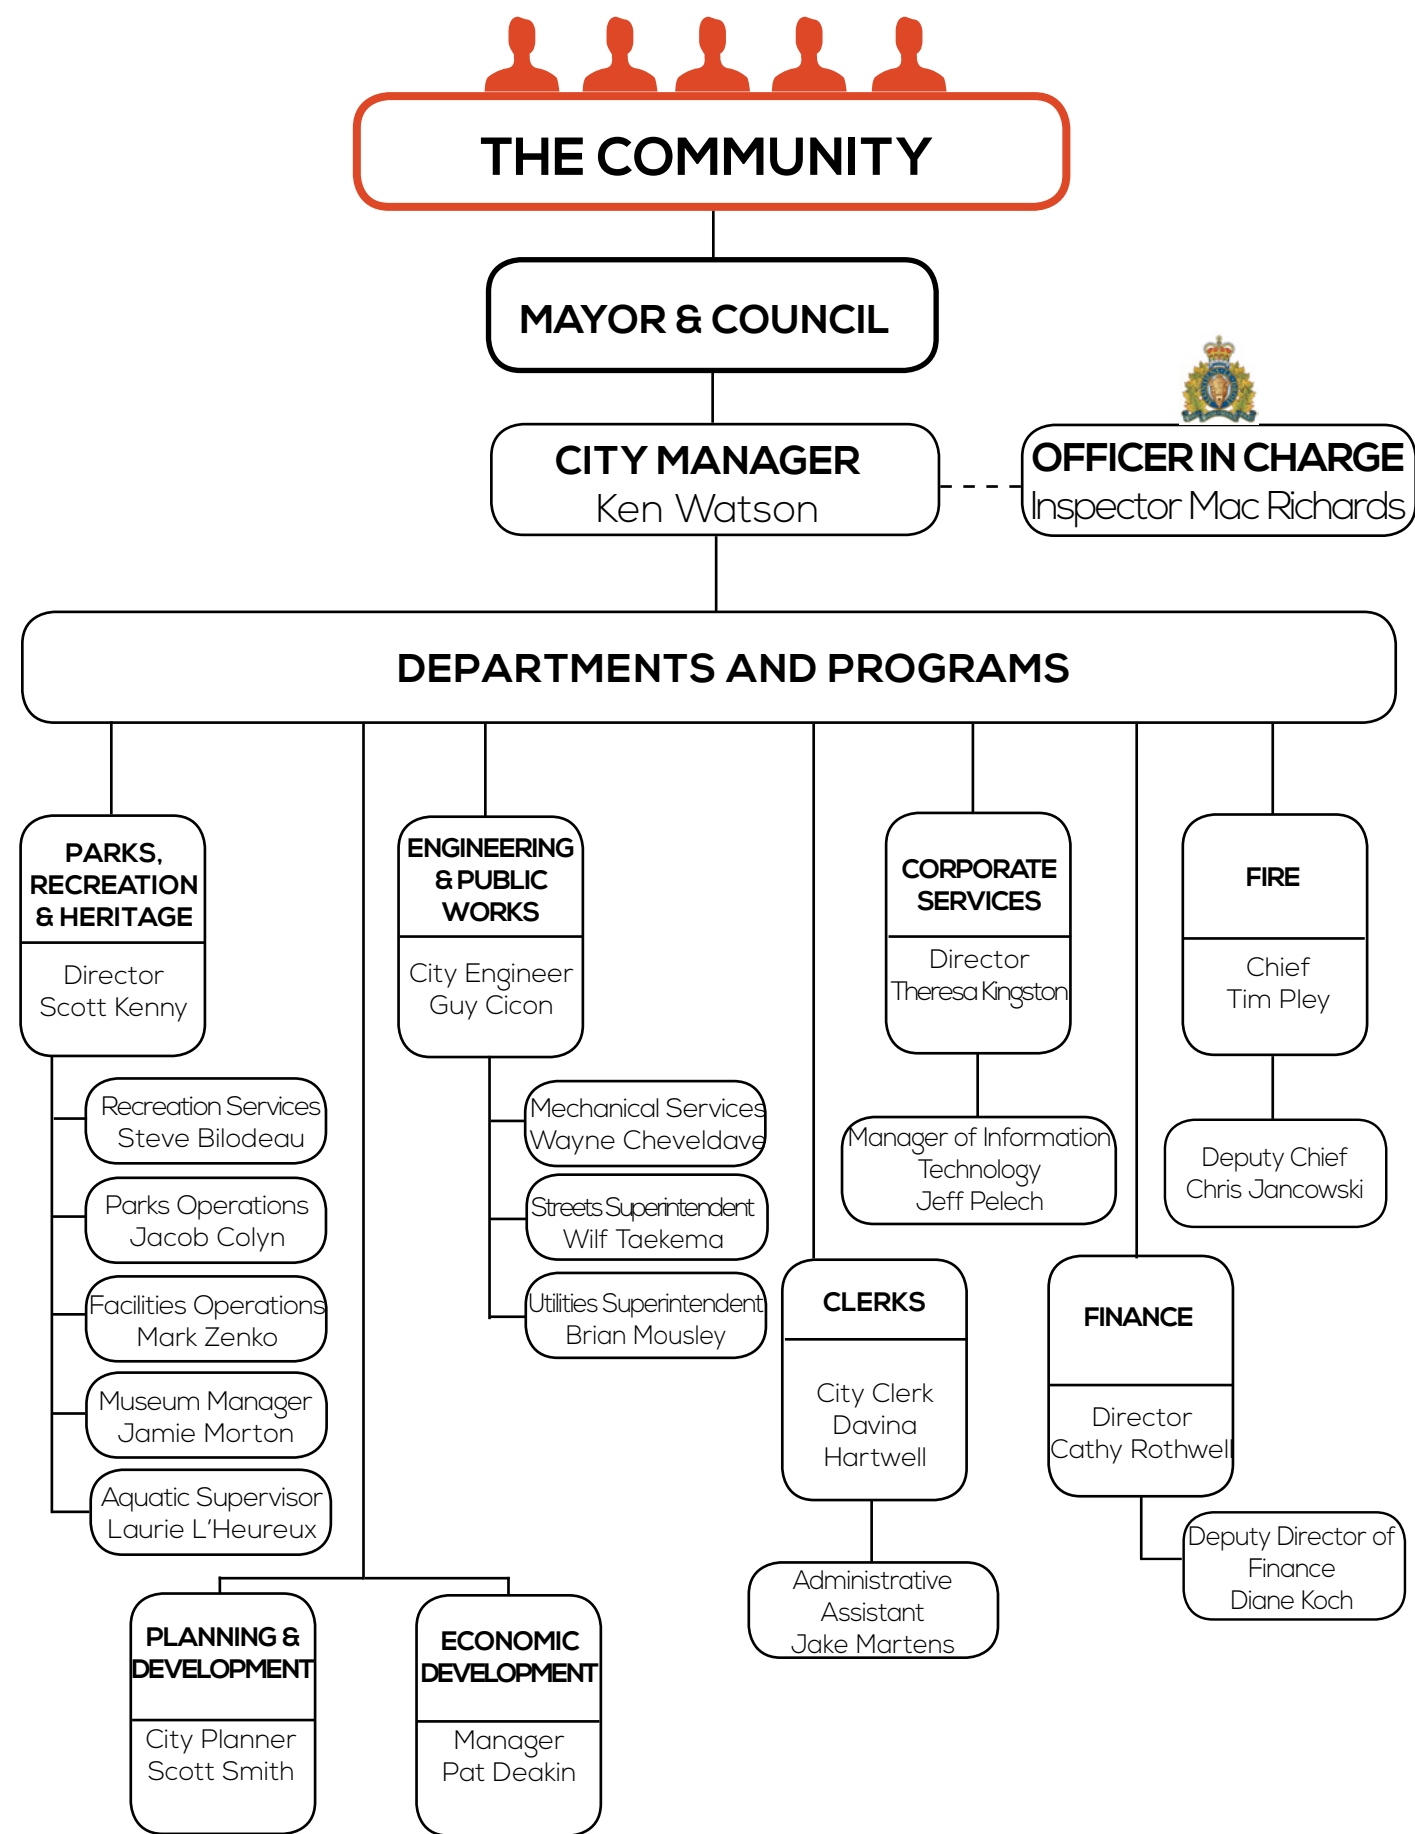 THE COMMUNITY
MAYOR & COUNCIL
CITY MANAGER
Ken Watson
OFFICER IN CHARGE
Inspector Mac Richards
DEPARTMENTS AND PROGRAMS
PARKS,
RECREATION
& HERITAGE
Director
Scott Kenny
Recreation Services
Steve Bilodeau
Parks Operations
Jacob Colyn
Facilities Operations
Mark Zenko
Museum Manager
Jamie Morton
Aquatic Supervisor
Laurie L'Heureux
PLANNING &
DEVELOPMENT
City Planner
Scott Smith
ECONOMIC
DEVELOPMENT
Manager
Pat Deakin
ENGINEERING
& PUBLIC
WORKS
City Engineer
Guy Cicon
Mechanical Services
Wayne Cheveldave
Streets Superintendent
Wilf Taekema
Utilities Superintendent
Brian Mousley
CLERKS
City Clerk
Davina
Hartwell
Administrative
Assistant
Jake Martens
CORPORATE
SERVICES
Director
Theresa Kingston
Manager of Information
Technology
Jeff Pelech
FINANCE
Director
Cathy Rothwell
Deputy Director of
Finance
Diane Koch
FIRE
Chief
Tim Pley
Deputy Chief
Chris Jancowski